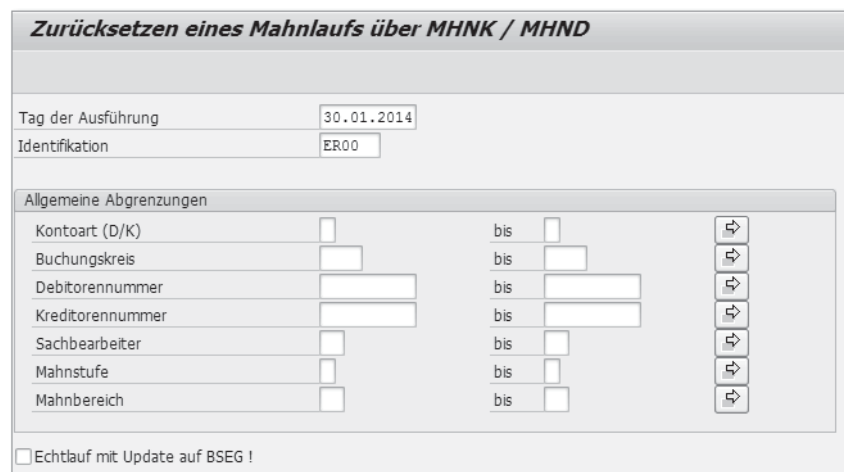 Zurücksetzen eines Mahnlaufs über MHNK / MHND
Tag der Ausführung 30.01.2014
Identifikation ER00
Allgemeine Abgrenzungen
Kontoart (D/K) bis
Buchungskreis bis
Debitorennummer bis
Kreditorennummer bis
Sachbearbeiter bis
Mahnstufe bis
Mahnbereich bis
Echtlauf mit Update auf BSEG !